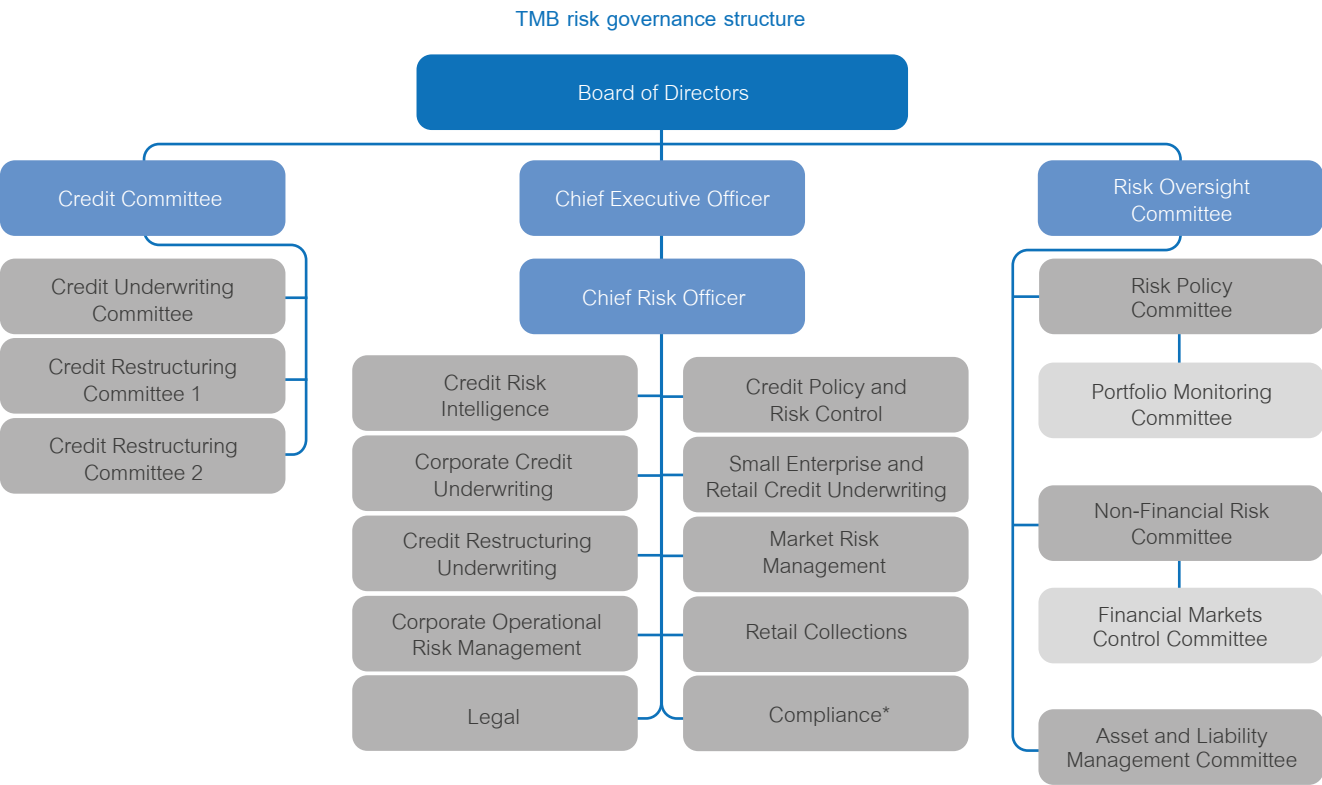 TMB risk governance structure
Board of Directors
Credit Committee
Chief Executive Officer
Risk Oversight
Committee
Credit Underwriting
Committee
Credit Restructuring
Committee 1
Credit Restructuring
Committee 2
Chief Risk Officer
Credit Risk
Intelligence
Credit Policy and
Risk Control
Corporate Credit
Underwriting
Small Enterprise and
Retail Credit Underwriting
Credit Restructuring
Underwriting
Market Risk
Management
Corporate Operational
Risk Management
Retail Collections
Legal
Compliance*
Risk Policy
Committee
Portfolio Monitoring
Committee
Non-Financial Risk
Committee
Financial Markets
Control Committee
Asset and Liability
Management Committee